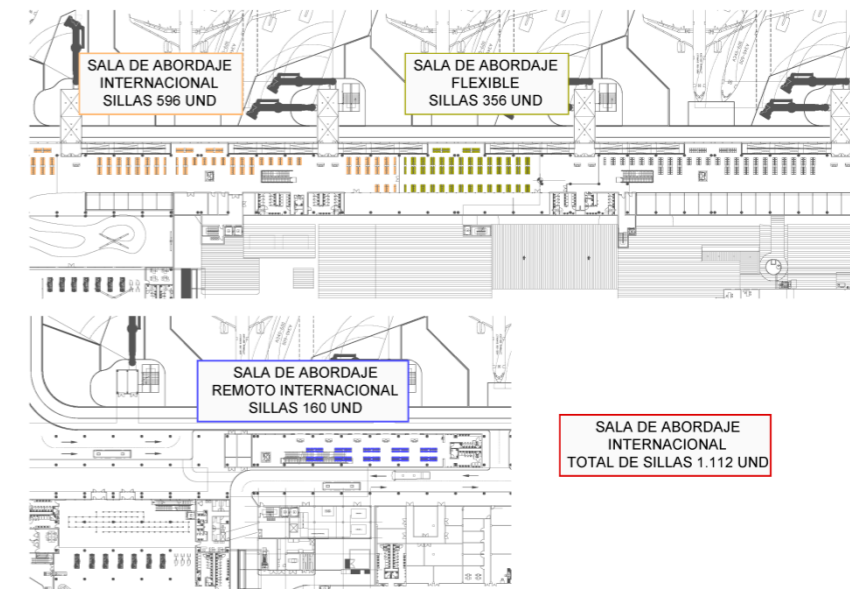 SALA DE ABORDAJE
INTERNACIONAL
SILLAS 596 UND
SALA DE ABORDAJE
FLEXIBLE
SILLAS 356 UND
SALA DE ABORDAJE
REMOTO INTERNACIONAL
SILLAS 160 UND
SALA DE ABORDAJE
INTERNACIONAL
TOTAL DE SILLAS 1.112 UND